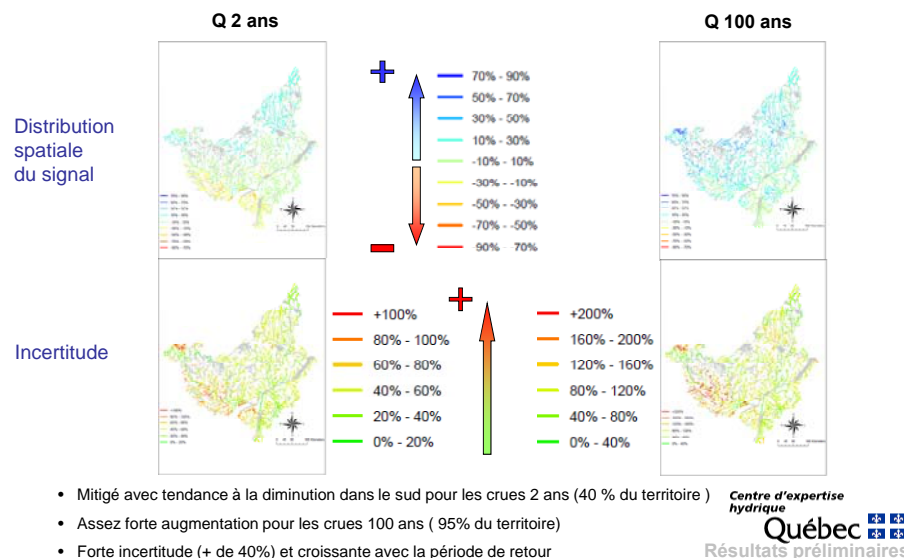 Q 2 ans
Q 100 ans
Distribution
spatiale
du signal
70% - 90%
50% - 70%
30% - 50%
10% - 30%
-10% - 10%
-30% - -10%
-50% - -30%
-70% - -50%
-90% - -70%
Incertitude
+100%
80% - 100%
60% - 80%
40% - 60%
20% - 40%
0% - 20%
+200%
160% - 200%
120% - 160%
80% - 120%
40% - 80%
0% - 40%
• Mitigé avec tendance à la diminution dans le sud pour les crues 2 ans (40 % du territoire )
• Assez forte augmentation pour les crues 100 ans ( 95% du territoire)
• Forte incertitude (+ de 40%) et croissante avec la période de retour
Centre d'expertise
hydrique
Québec
Résultats préliminaires